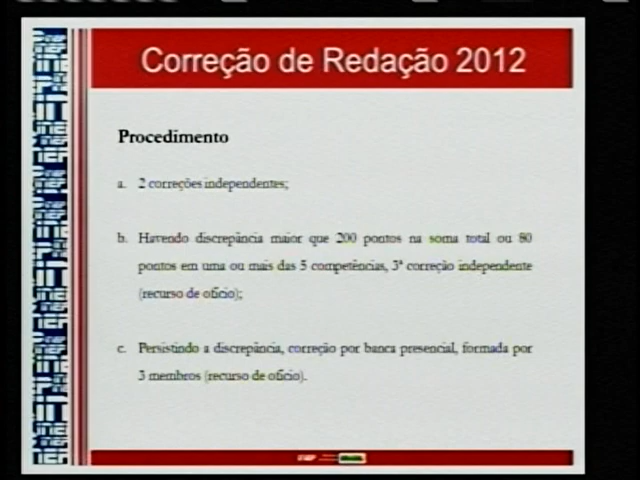 Correção de Redação 2012
Procedimento
a. 2 correções independentes;
b. Havendo discrepância maior que 200 pontos na soma total ou 80
pontos em uma ou mais das 5 competências, 3ª correção independente
(recurso de ofício);
c. Persistindo a discrepância, correção por banca presencial, formada por
3 membros (recurso de ofício).